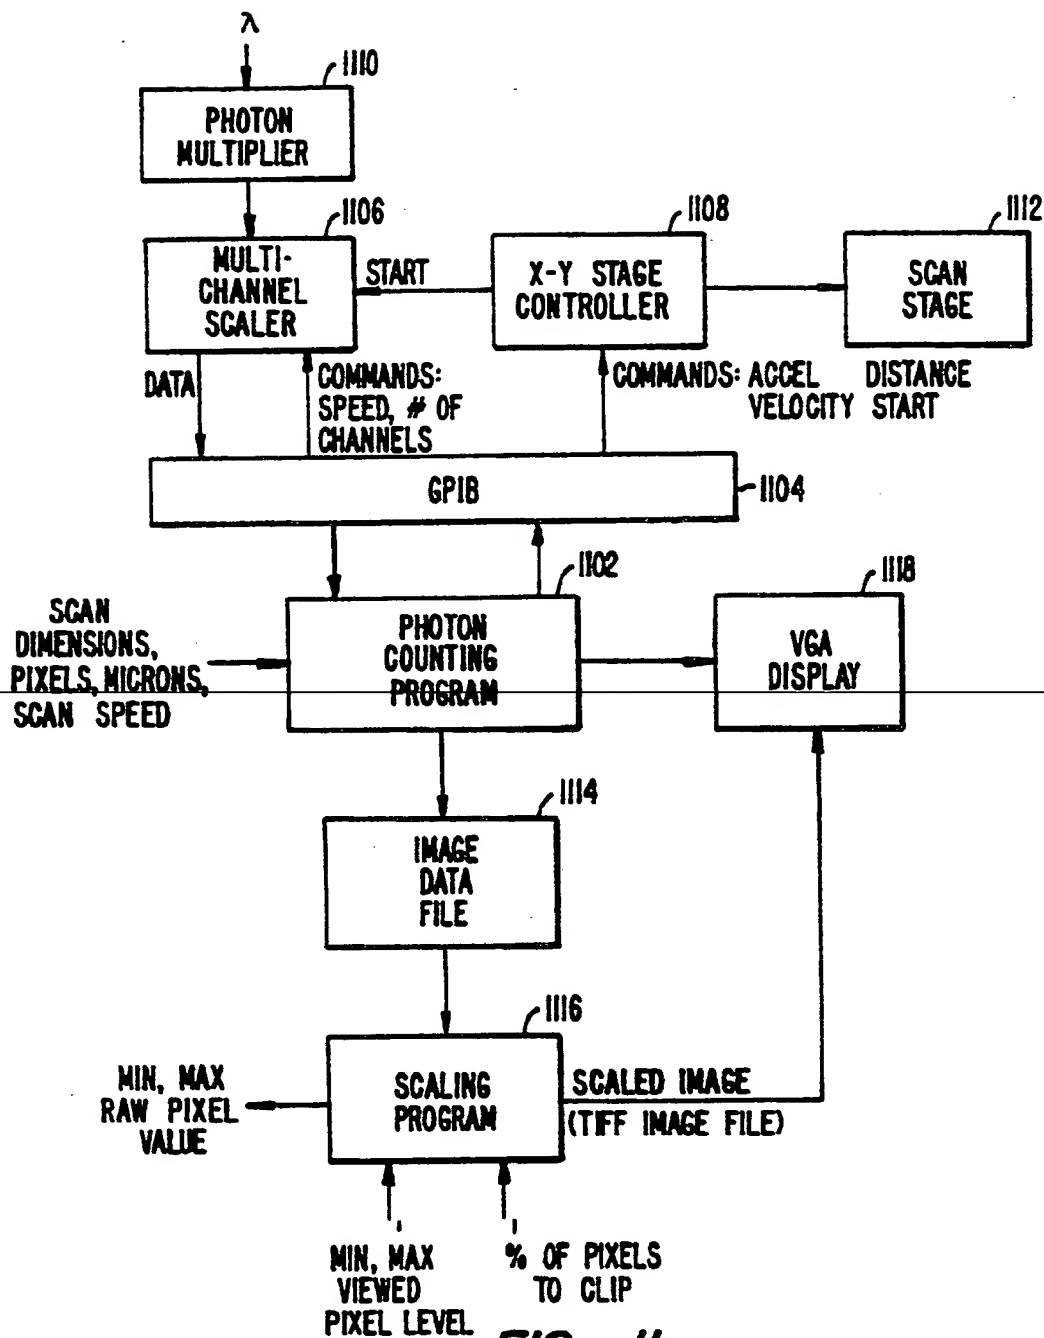 λ
1110
PHOTON
MULTIPLIER
1106
MULTI-
CHANNEL
SCALER
START
1108
X-Y STAGE
CONTROLLER
1112
SCAN
STAGE
DATA
COMMANDS:
SPEED, # OF
CHANNELS
COMMANDS: ACCEL DISTANCE
VELOCITY START
GPIB
1104
1102
PHOTON
COUNTING
PROGRAM
SCAN
DIMENSIONS,
PIXELS, MICRONS,
SCAN SPEED
1118
VGA
DISPLAY
1114
IMAGE
DATA
FILE
1116
SCALING
PROGRAM
MIN, MAX
RAW PIXEL
VALUE
SCALED IMAGE
(TIFF IMAGE FILE)
MIN, MAX
VIEWED
PIXEL LEVEL
% OF PIXELS
TO CLIP